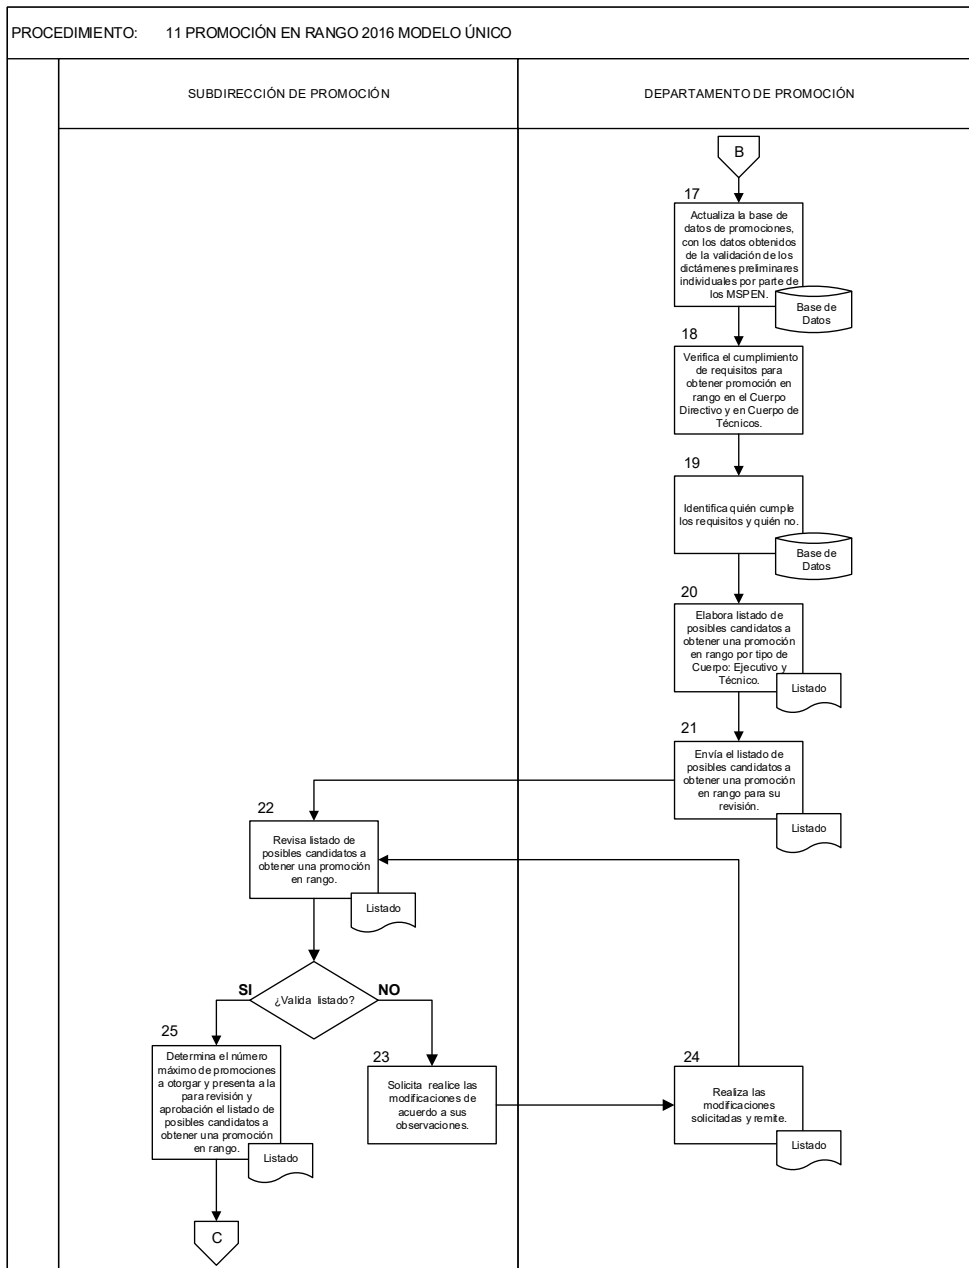 PROCEDIMIENTO: 11 PROMOCIÓN EN RANGO 2016 MODELO ÚNICO
SUBDIRECCIÓN DE PROMOCIÓN
DEPARTAMENTO DE PROMOCIÓN
B
17
Actualiza la base de
datos de promociones,
con los datos obtenidos
de la validación de los
dictámenes preliminares
individuales por parte de
los MSPEN.
Base de
Datos
18
Verifica el cumplimiento
de requisitos para
obtener promoción en
rango en el Cuerpo
Directivo y en Cuerpo de
Técnicos.
19
Identifica quién cumple
los requisitos y quién no.
Base de
Datos
20
Elabora listado de
posibles candidatos a
obtener una promoción
en rango por tipo de
Cuerpo: Ejecutivo y
Técnico.
Listado
21
Envía el listado de
posibles candidatos a
obtener una promoción
en rango para su
revisión.
Listado
22
Revisa listado de
posibles candidatos a
obtener una promoción
en rango.
Listado
¿Valida listado?
SI
NO
25
Determina el número
máximo de promociones
a otorgar y presenta a la
para revisión y
aprobación el listado de
posibles candidatos a
obtener una promoción
en rango.
Listado
23
Solicita realice las
modificaciones de
acuerdo a sus
observaciones.
24
Realiza las
modificaciones
solicitadas y remite.
Listado
C